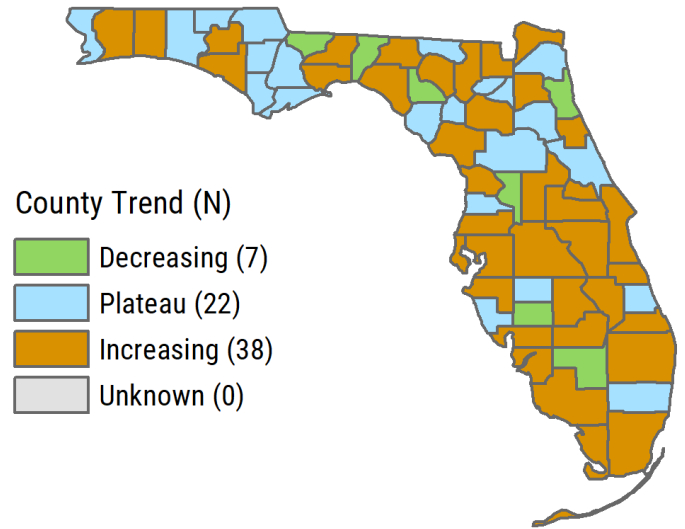 County Trend (N)
Decreasing (7)
Plateau (22)
Increasing (38)
Unknown (0)